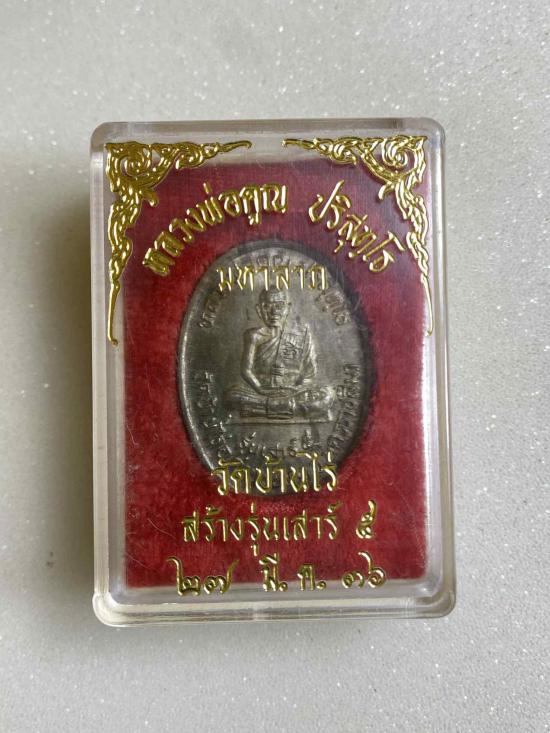 หลวงพ่อคูณ ปริสุทฺโธ
มหาลาภ
วัดบ้านไร่
สร้างรุ่นเสาร์ ๕
๒๗ มี.ค. ๓๖